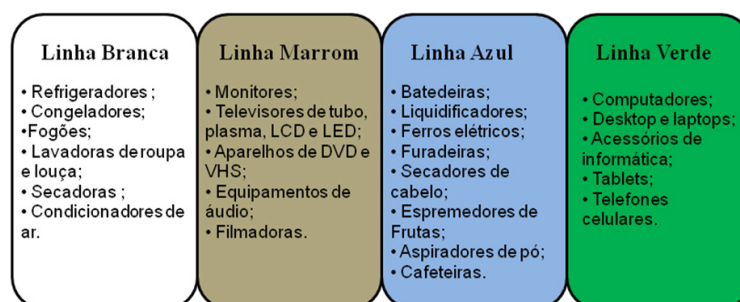 Linha Branca
• Refrigeradores ;
• Congeladores;
•Fogões;
• Lavadoras de roupa
e louça;
• Secadoras ;
• Condicionadores de
ar.
Linha Marrom
• Monitores;
• Televisores de tubo,
plasma, LCD e LED;
• Aparelhos de DVD e
VHS;
• Equipamentos de
áudio;
• Filmadoras.
Linha Azul
• Batedeiras;
• Liquidificadores;
• Ferros elétricos;
• Furadeiras;
• Secadores de
cabelo;
• Espremedores de
Frutas;
• Aspiradores de pó;
• Cafeteiras.
Linha Verde
• Computadores;
• Desktop e laptops;
• Acessórios de
informática;
• Tablets;
• Telefones
celulares.